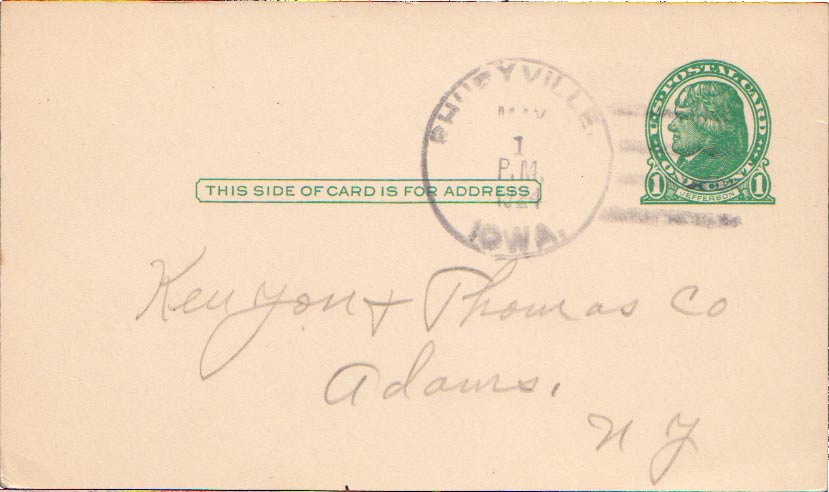 U.S. POSTAL CARD
ONE CENT
1 JEFFERSON 1
MAY
1
P.M.
IOWA.
THIS SIDE OF CARD IS FOR ADDRESS
Kenyon + Thomas Co
Adams,
N Y